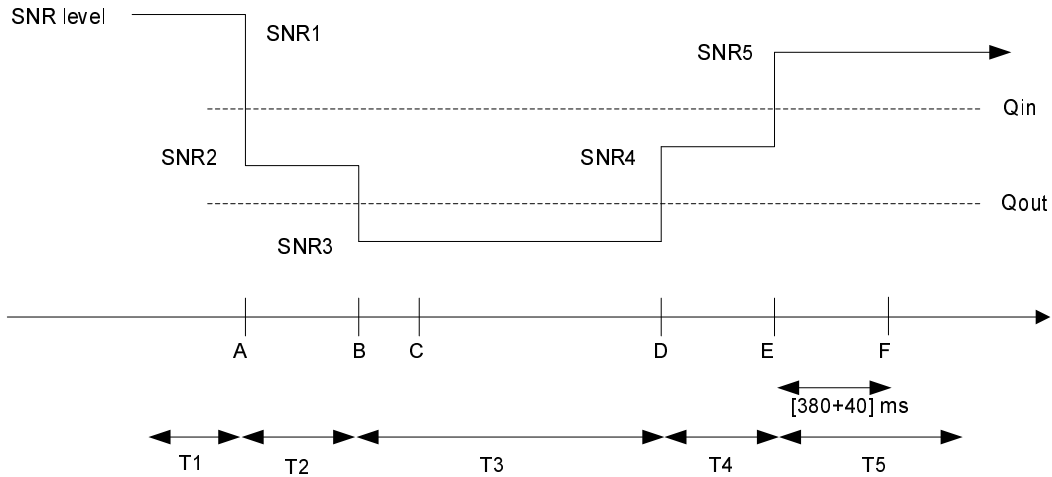 SNR level
SNR1
SNR5
Qin
SNR2
SNR4
Qout
SNR3
A
B
C
D
E
F
[380+40] ms
T1
T2
T3
T4
T5